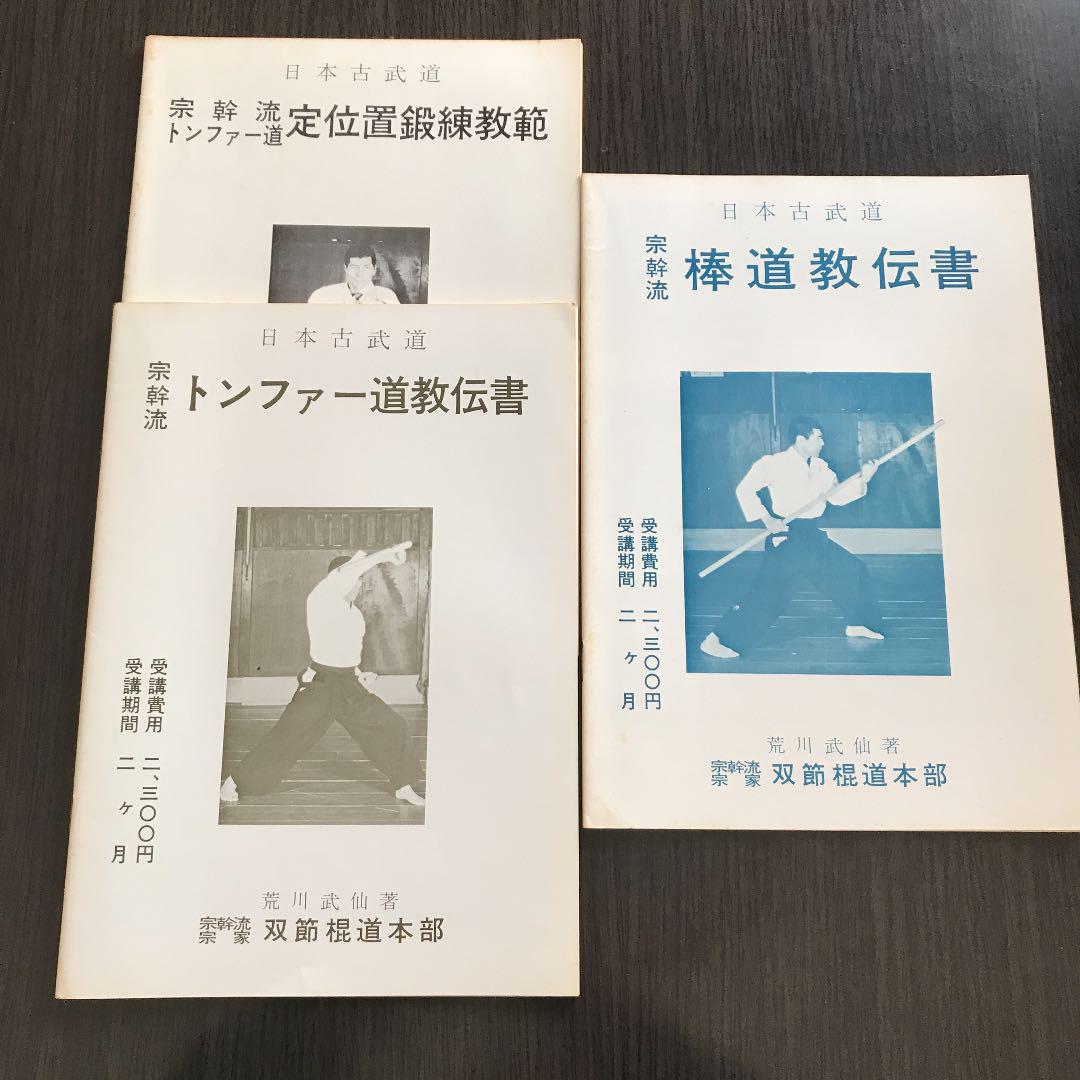 日本古武道
宗幹流
トンファー道
定位置鍛練教範
日本古武道
宗幹流
トンファー道教伝書
受講費用 二、三〇〇円
受講期間 二ヶ月
荒川武仙著
宗幹流
宗家
双節棍道本部
日本古武道
宗幹流
棒道教伝書
受講費用 二、三〇〇円
受講期間 二ヶ月
荒川武仙著
宗幹流
宗家
双節棍道本部